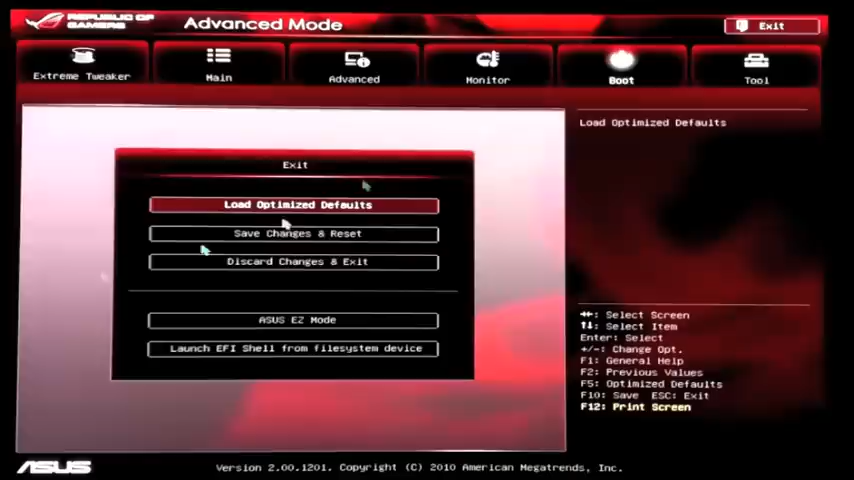 REPUBLIC OF
GAMERS
Advanced Mode
Exit
Extreme Tweaker
Main
Advanced
Monitor
Boot
Tool
Load Optimized Defaults
Exit
Load Optimized Defaults
Save Changes & Reset
Discard Changes & Exit
ASUS EZ Mode
Launch EFI Shell from filesystem device
→←: Select Screen
↑↓: Select Item
Enter: Select
+/-: Change Opt.
F1: General Help
F2: Previous Values
F5: Optimized Defaults
F10: Save ESC: Exit
F12: Print Screen
ASUS
Version 2.00.1201. Copyright (C) 2010 American Megatrends, Inc.